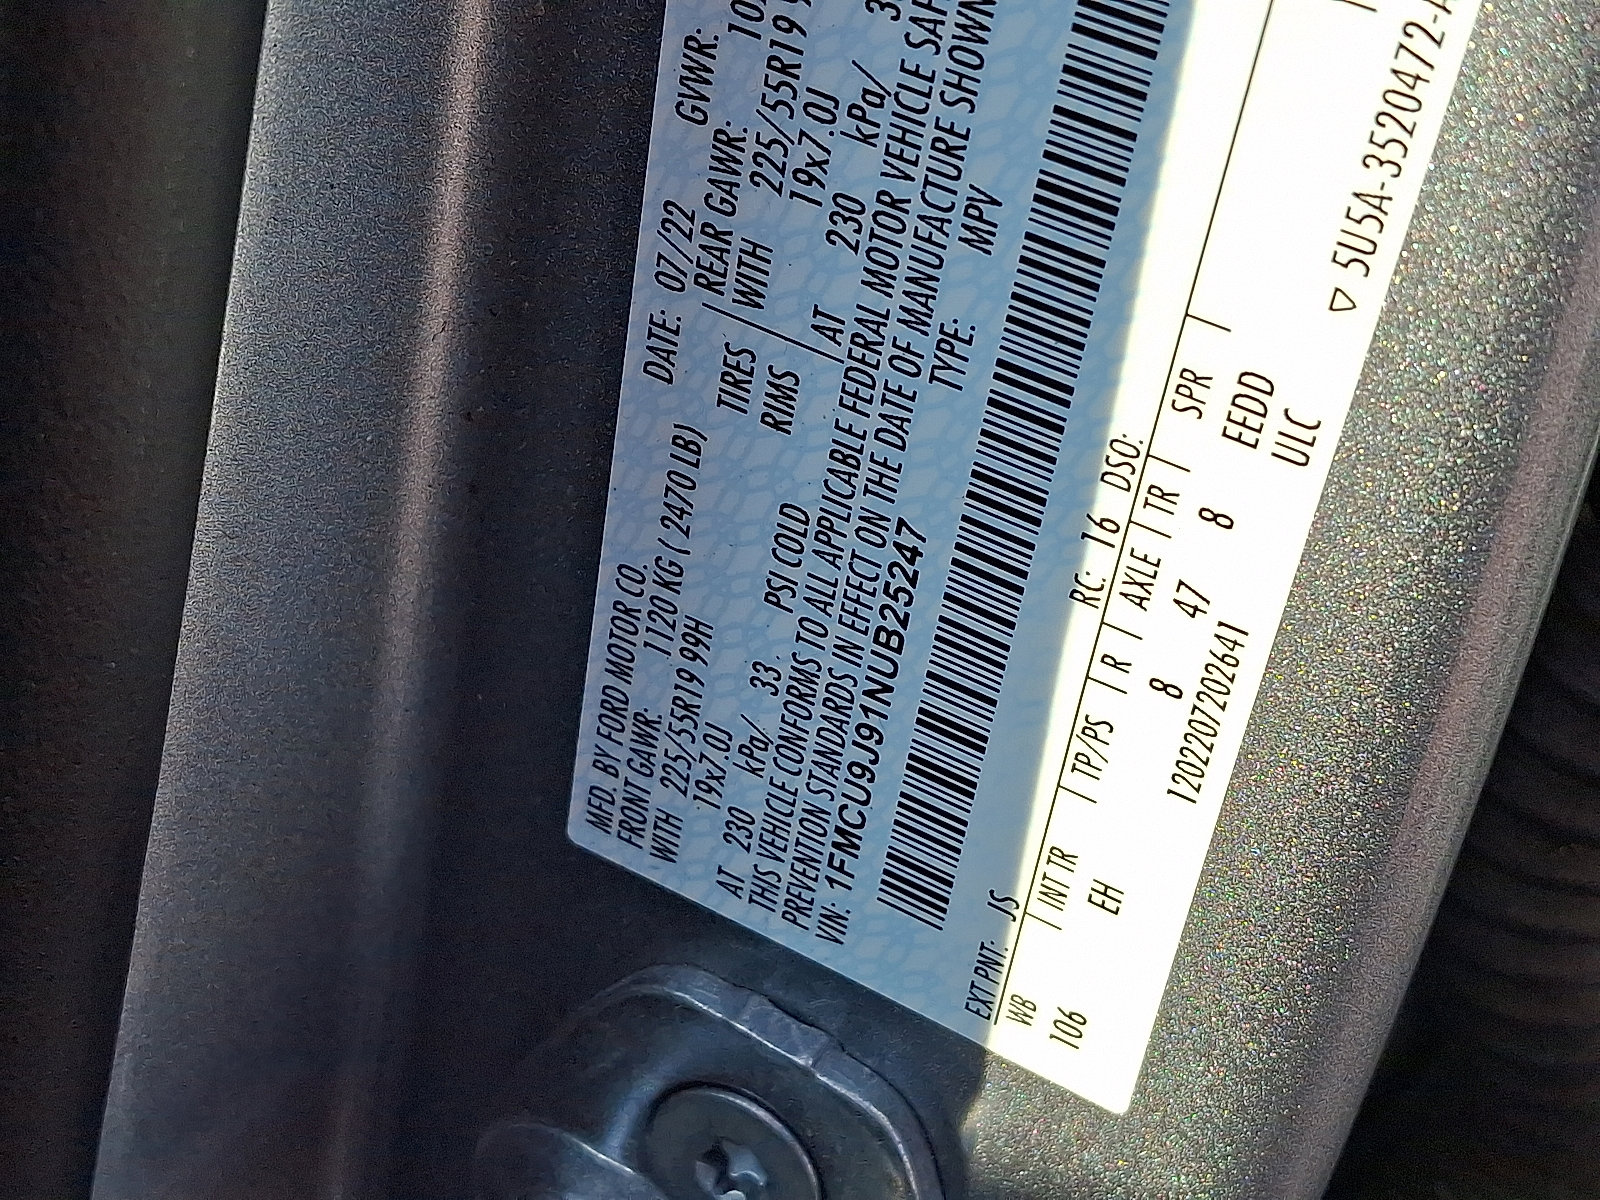 MFD. BY FORD MOTOR CO. DATE: 07/22 GVWR:
FRONT GAWR: 1120 KG ( 2470 LB) REAR GAWR:
WITH 225/55R19 99H TIRES WITH 225/55R19
19x7.0J RIMS 19x7.0J
AT 230 kPa/ 33 PSI COLD AT 230 kPa/
THIS VEHICLE CONFORMS TO ALL APPLICABLE FEDERAL MOTOR VEHICLE
PREVENTION STANDARDS IN EFFECT ON THE DATE OF MANUFACTURE SHOWN
VIN: 1FMCU9J91NUB25247 TYPE: MPV
EXT PNT: JS RC: 16 DSO:
WB INT TR TP/PS R AXLE TR SPR
106 EH 8 47 8 EEDD
ULC
120220720264​1
▽ 5U5A-3520472-